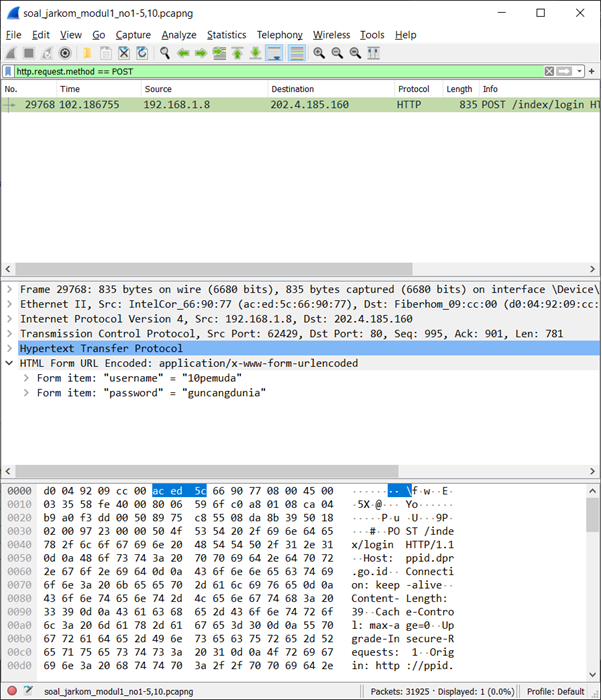 soal_jarkom_modul1_no1-5,10.pcapng
File Edit View Go Capture Analyze Statistics Telephony Wireless Tools Help
http.request.method == POST
No. Time Source Destination Protocol Length Info
29768 102.186755 192.168.1.8 202.4.185.160 HTTP 835 POST /index/login HT
Frame 29768: 835 bytes on wire (6680 bits), 835 bytes captured (6680 bits) on interface \Device\
Ethernet II, Src: IntelCor_66:90:77 (ac:ed:5c:66:90:77), Dst: Fiberhom_09:cc:00 (d0:04:92:09:cc:
Internet Protocol Version 4, Src: 192.168.1.8, Dst: 202.4.185.160
Transmission Control Protocol, Src Port: 62429, Dst Port: 80, Seq: 995, Ack: 901, Len: 781
Hypertext Transfer Protocol
HTML Form URL Encoded: application/x-www-form-urlencoded
Form item: "username" = "10pemuda"
Form item: "password" = "guncangdunia"
0000 d0 04 92 09 cc 00 ac ed 5c 66 90 77 08 00 45 00 ········\f·w··E·
0010 03 35 58 fe 40 00 80 06 59 6f c0 a8 01 08 ca 04 ·5X·@···Yo······
0020 b9 a0 f3 dd 00 50 89 75 c8 55 08 da 8b 39 50 18 ·····P·u·U···9P·
0030 02 00 97 23 00 00 50 4f 53 54 20 2f 69 6e 64 65 ···#··PO ST /inde
0040 78 2f 6c 6f 67 69 6e 20 48 54 54 50 2f 31 2e 31 x/login HTTP/1.1
0050 0d 0a 48 6f 73 74 3a 20 70 70 69 64 2e 64 70 72 ··Host: ppid.dpr
0060 2e 67 6f 2e 69 64 0d 0a 43 6f 6e 6e 65 63 74 69 .go.id··Connecti
0070 6f 6e 3a 20 6b 65 65 70 2d 61 6c 69 76 65 0d 0a on: keep-alive··
0080 43 6f 6e 74 65 6e 74 2d 4c 65 6e 67 74 68 3a 20 Content-Length:
0090 33 39 0d 0a 43 61 63 68 65 2d 43 6f 6e 74 72 6f 39··Cache-Contro
00a0 6c 3a 20 6d 61 78 2d 61 67 65 3d 30 0d 0a 55 70 l: max-age=0··Up
00b0 67 72 61 64 65 2d 49 6e 73 65 63 75 72 65 2d 52 grade-Insecure-R
00c0 65 71 75 65 73 74 73 3a 20 31 0d 0a 4f 72 69 67 equests: 1··Orig
00d0 69 6e 3a 20 68 74 74 70 3a 2f 2f 70 70 69 64 2e in: http://ppid.
soal_jarkom_modul1_no1-5,10.pcapng Packets: 31925 · Displayed: 1 (0.0%) Profile: Default